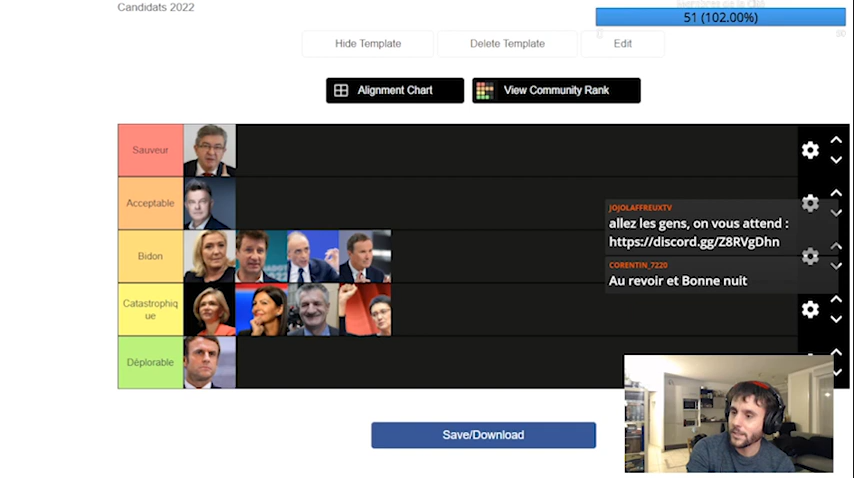 Candidats 2022
51 (102.00%)
Hide Template
Delete Template
Edit
Alignment Chart
View Community Rank
Sauveur
Acceptable
JOJOLAFFREUXTV
allez les gens, on vous attend :
https://discord.gg/Z8RVgDhn
Bidon
CORENTIN_7220
Au revoir et Bonne nuit
Catastrophiq
ue
Déplorable
Save/Download